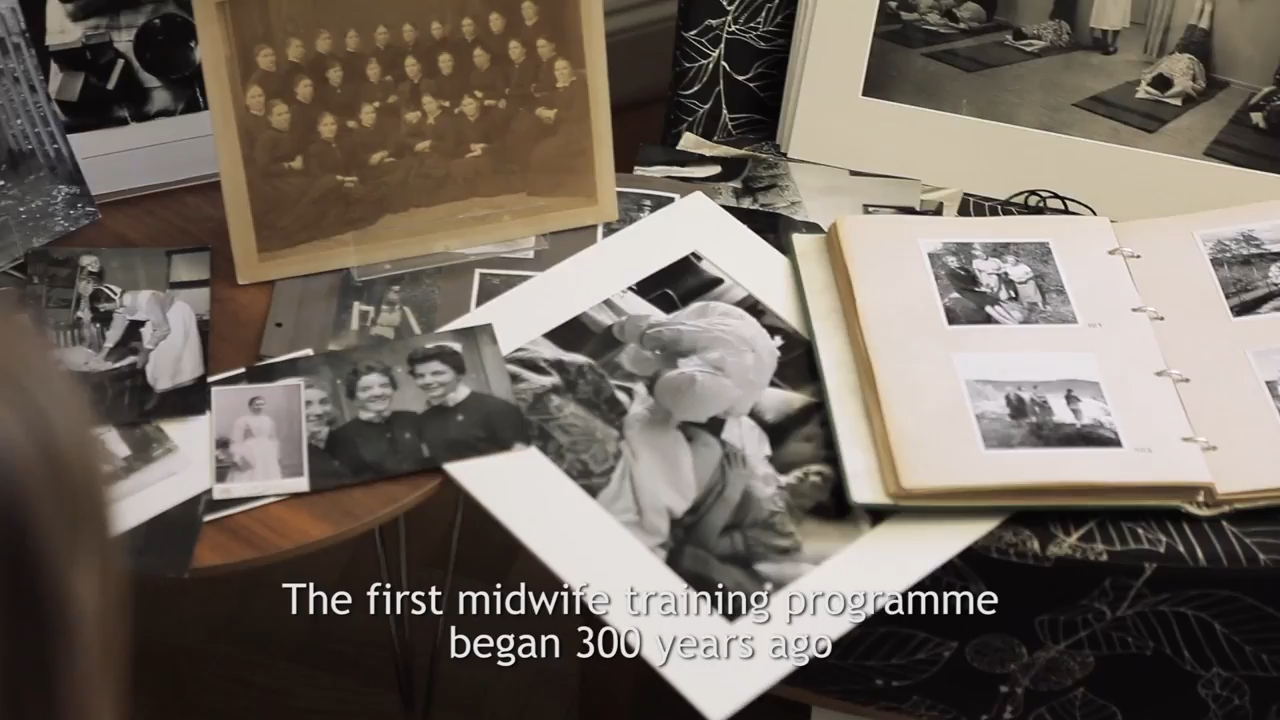 The first midwife training programme
began 300 years ago